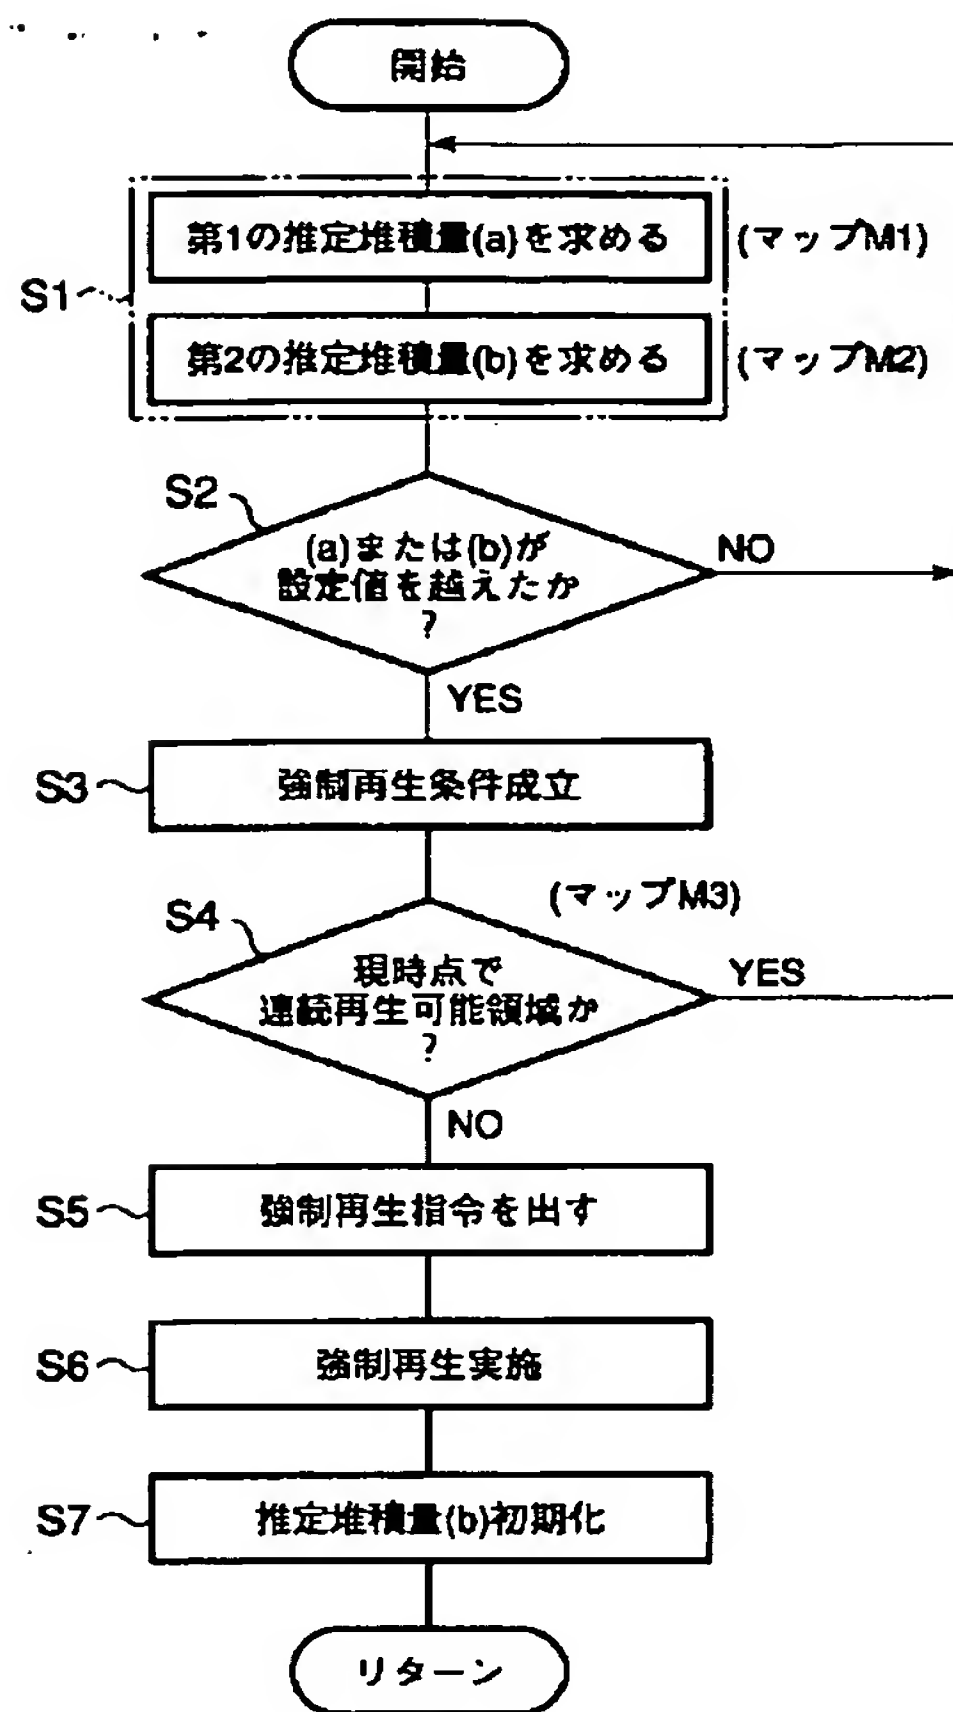 開始
第1の推定堆積量(a)を求める
(マップM1)
S1
第2の推定堆積量(b)を求める
(マップM2)
S2
(a)または(b)が
設定値を越えたか
?
NO
YES
S3
強制再生条件成立
(マップM3)
S4
現時点で
連続再生可能領域か
?
YES
NO
S5
強制再生指令を出す
S6
強制再生実施
S7
推定堆積量(b)初期化
リターン